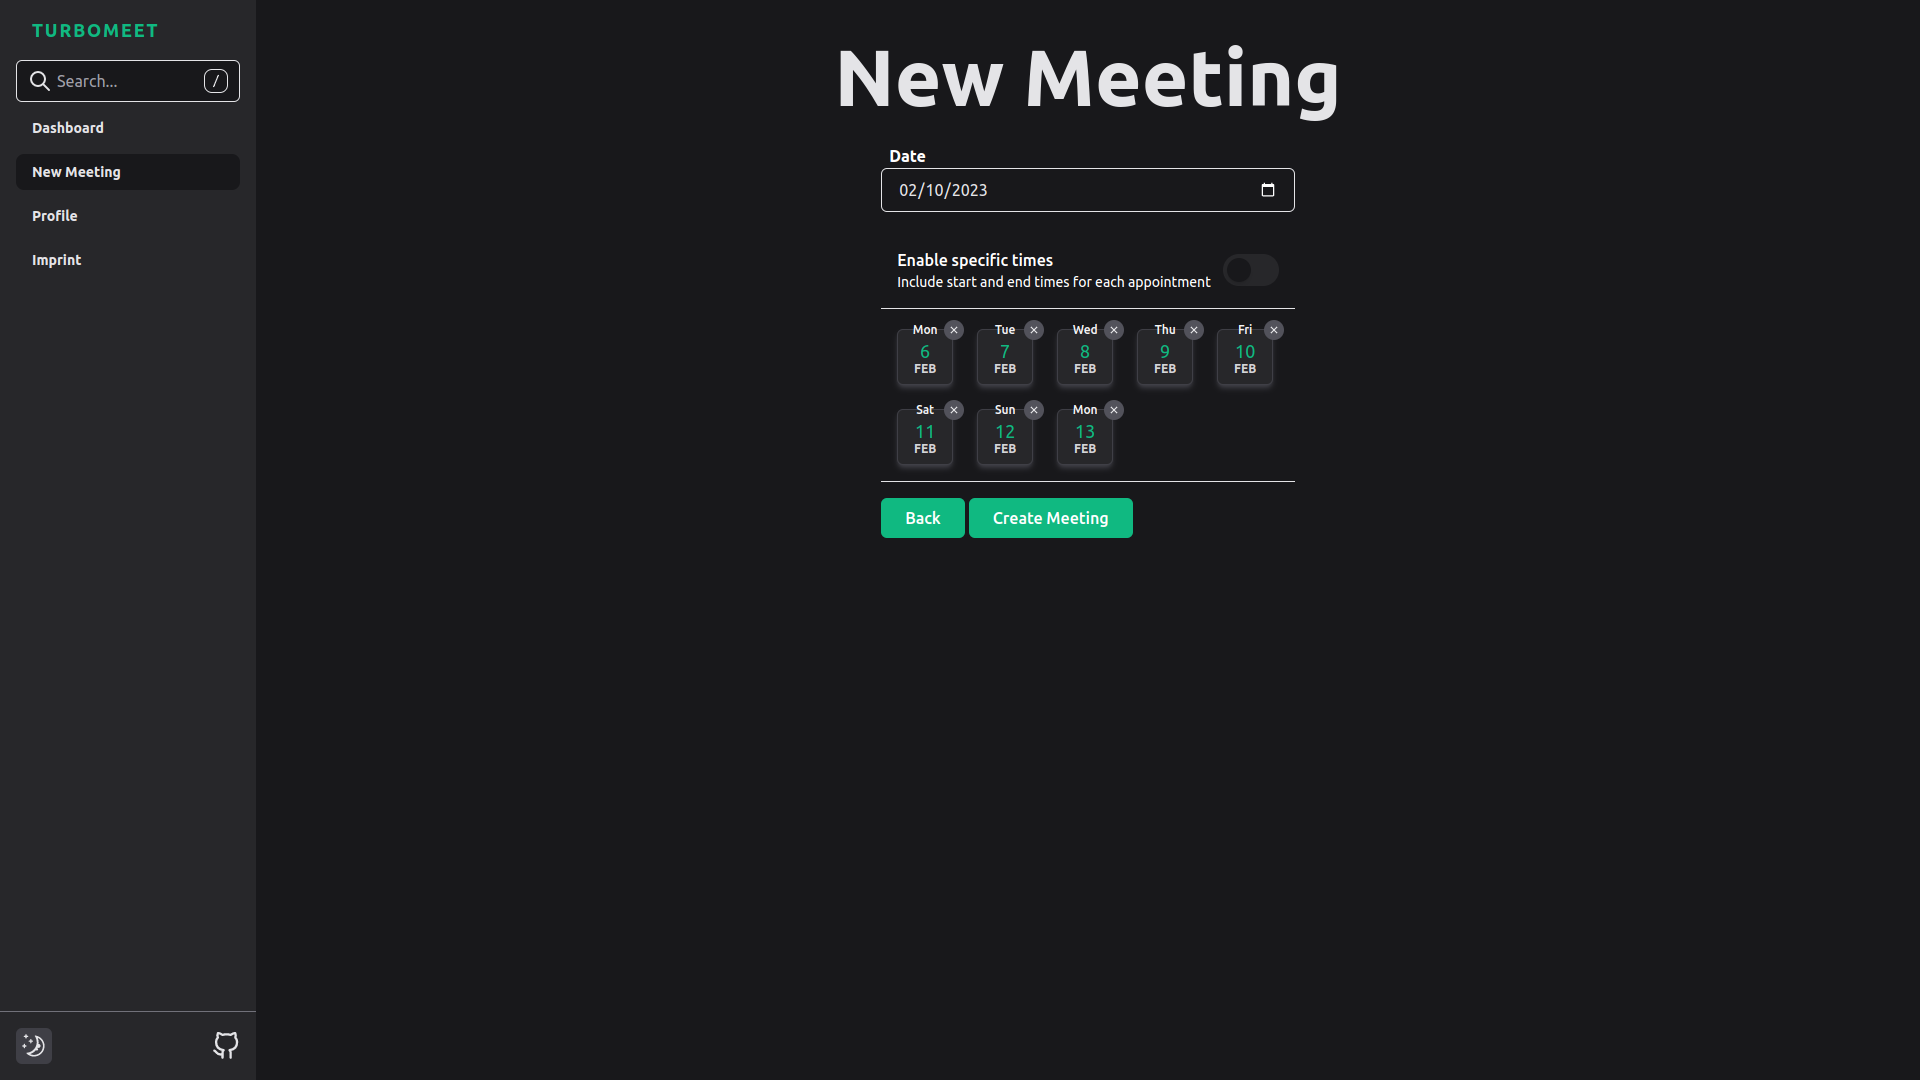 TURBOMEET
Search... /
Dashboard
New Meeting
Profile
Imprint
New Meeting
Date
02/10/2023
Enable specific times
Include start and end times for each appointment
Mon Tue Wed Thu Fri
6 7 8 9 10
FEB FEB FEB FEB FEB
Sat Sun Mon
11 12 13
FEB FEB FEB
Back Create Meeting